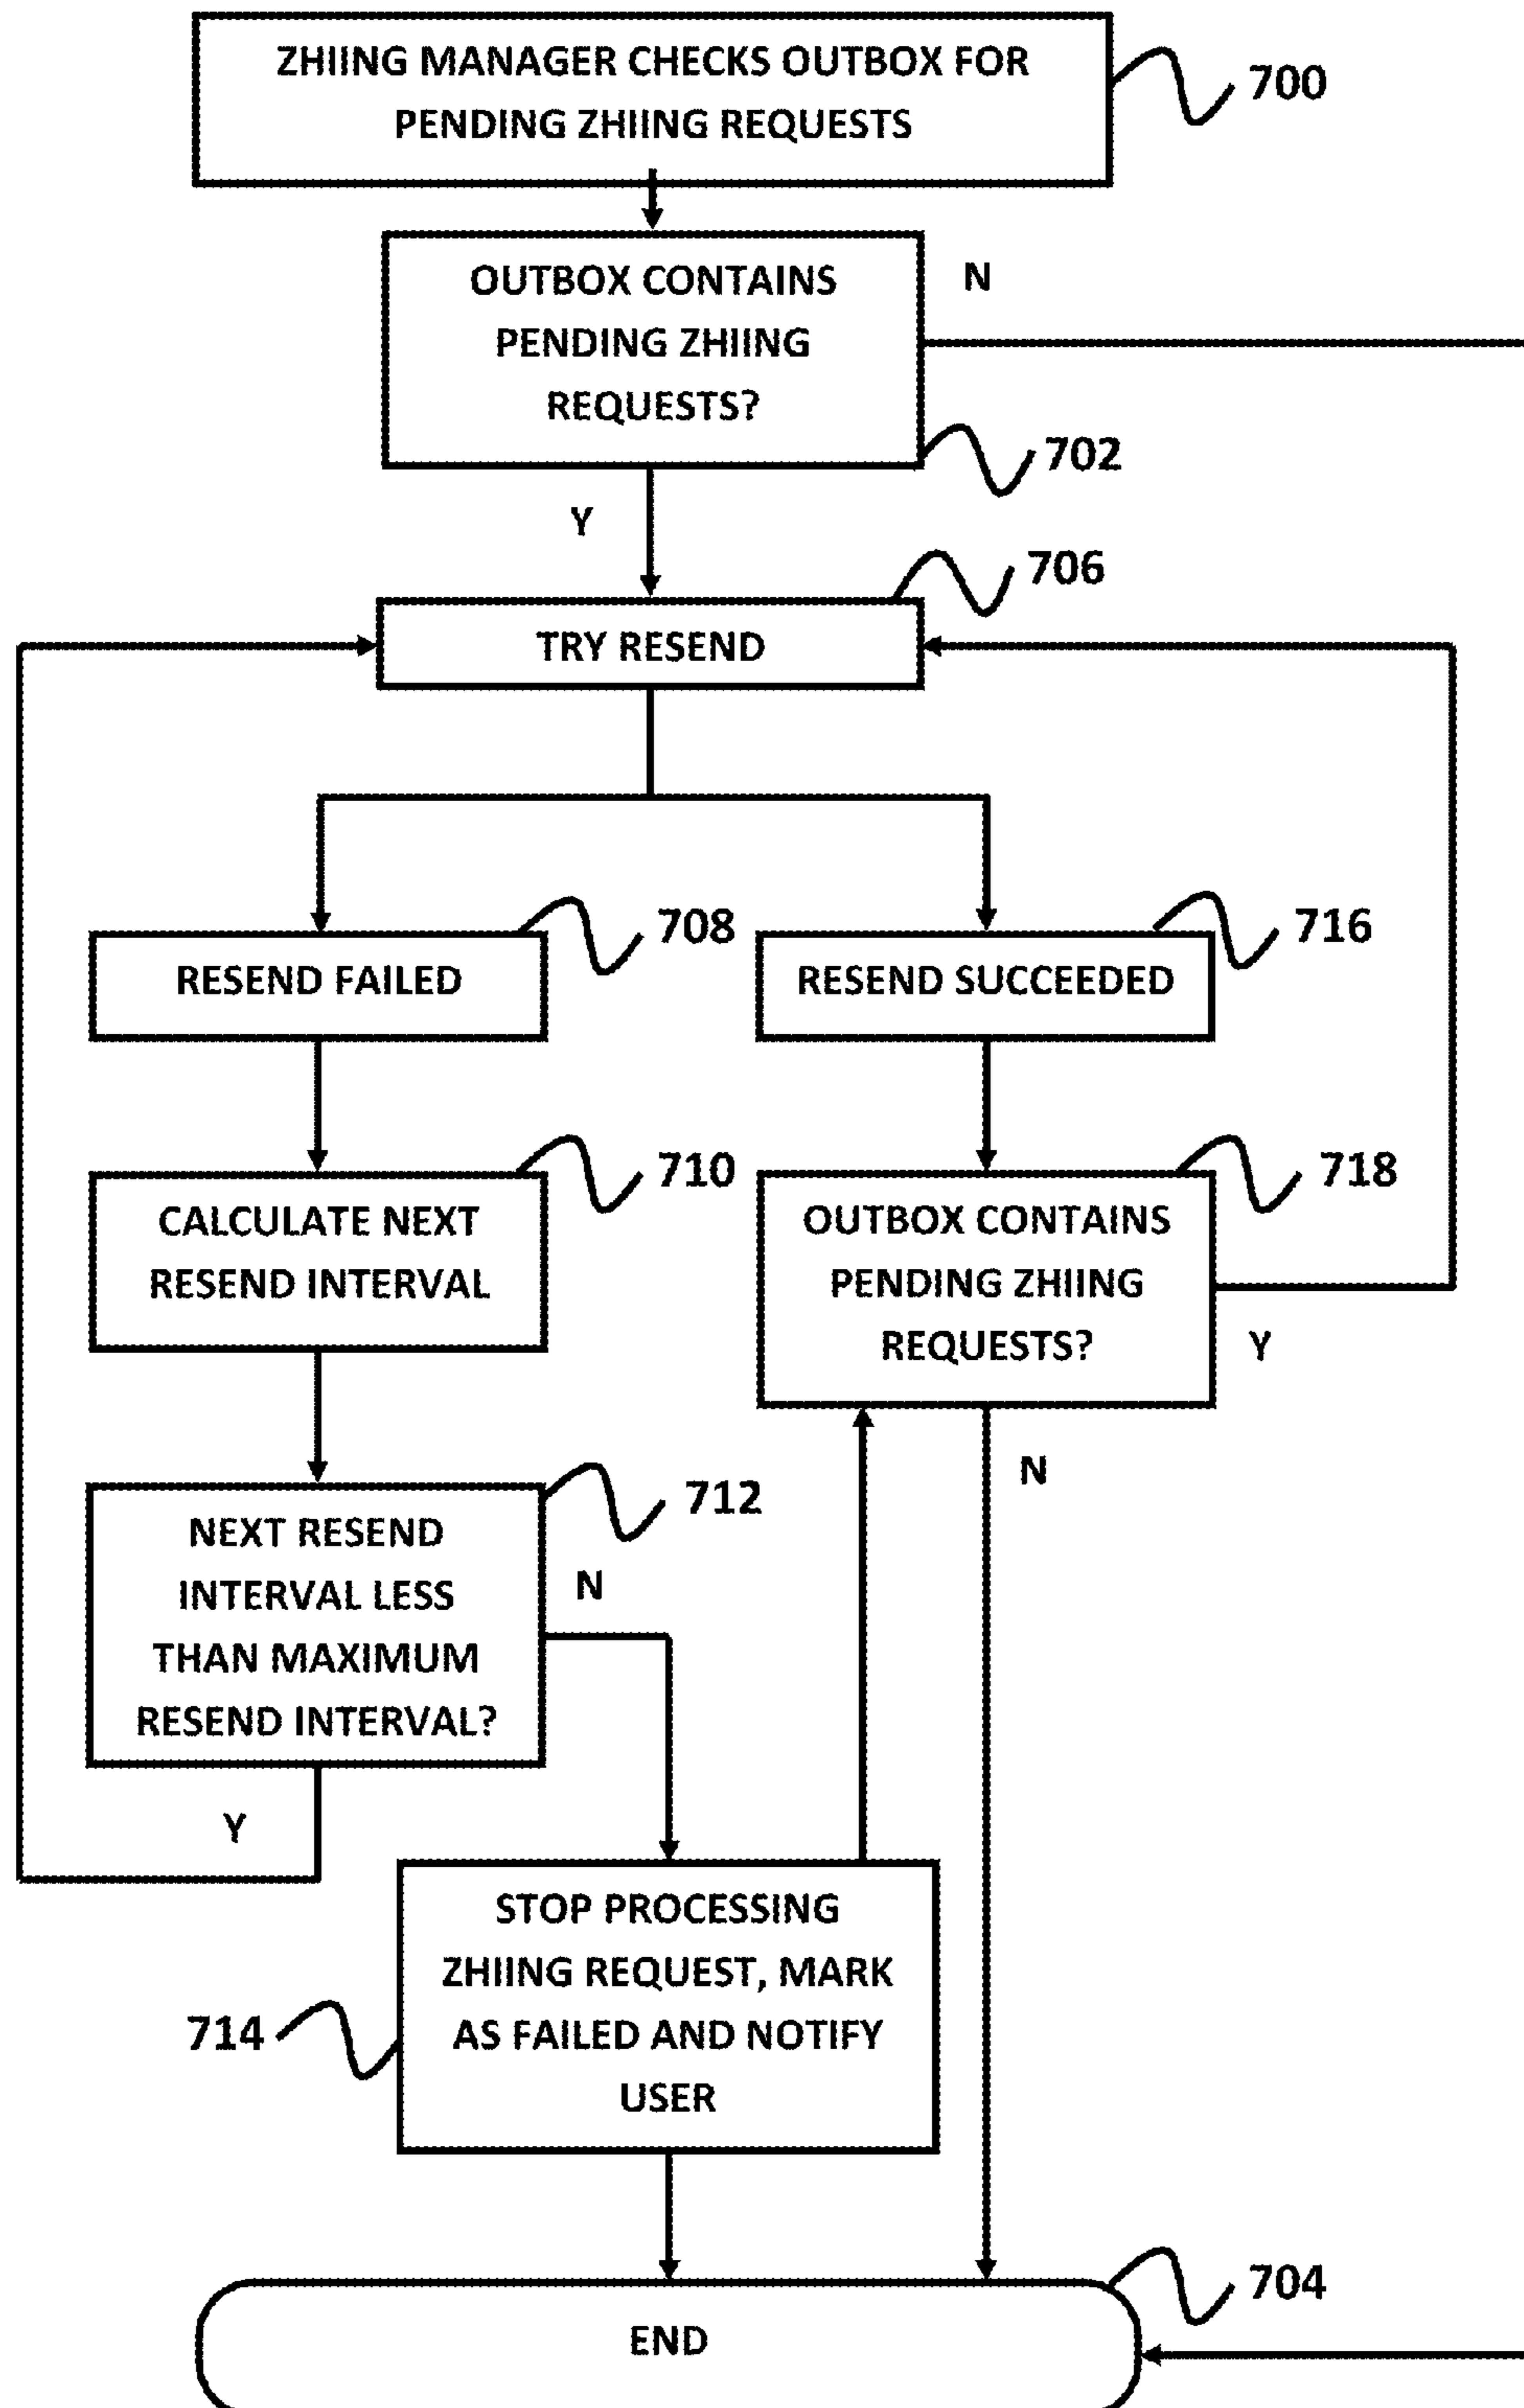 ZHIING MANAGER CHECKS OUTBOX FOR
PENDING ZHIING REQUESTS
700
OUTBOX CONTAINS
PENDING ZHIING
REQUESTS?
N
702
Y
706
TRY RESEND
708
716
RESEND FAILED
RESEND SUCCEEDED
710
718
CALCULATE NEXT
RESEND INTERVAL
OUTBOX CONTAINS
PENDING ZHIING
REQUESTS?
Y
N
712
NEXT RESEND
INTERVAL LESS
THAN MAXIMUM
RESEND INTERVAL?
N
Y
STOP PROCESSING
ZHIING REQUEST, MARK
AS FAILED AND NOTIFY
USER
714
704
END